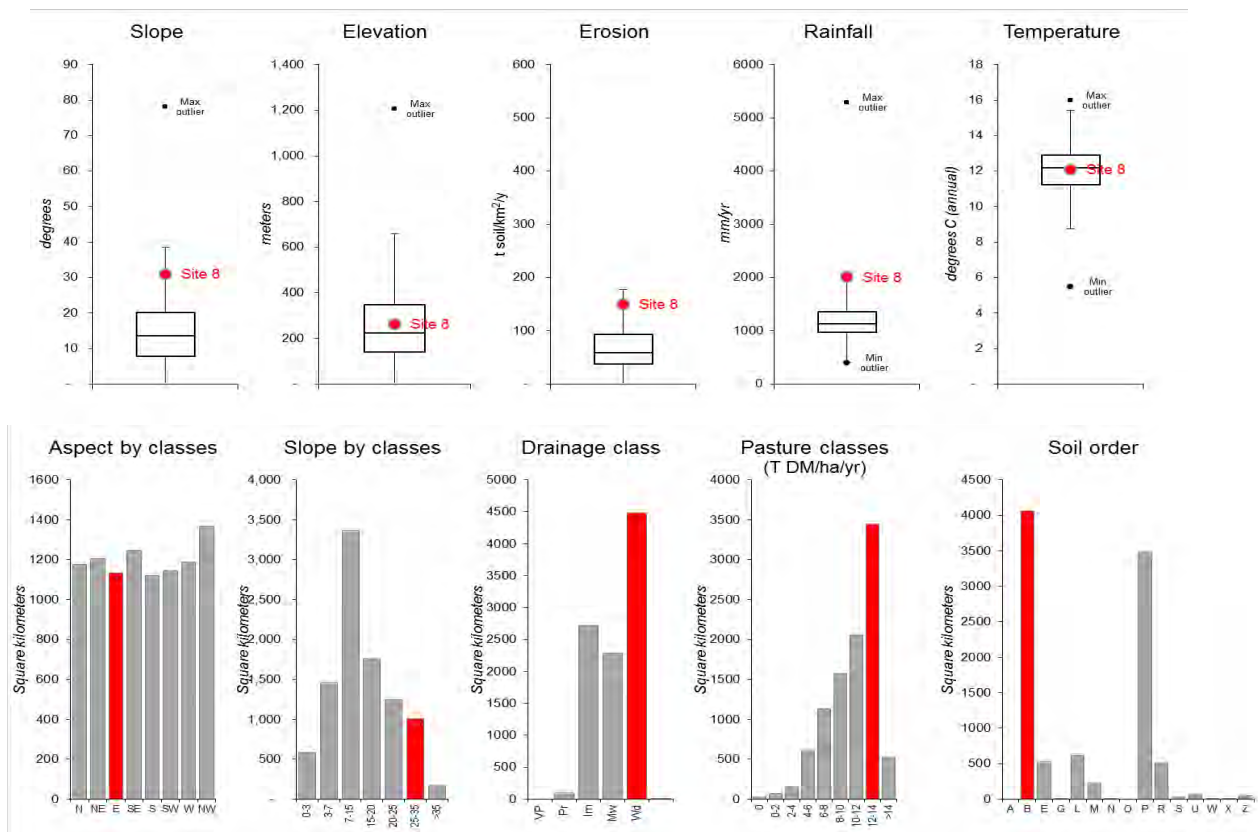 Slope
Elevation
Erosion
Rainfall
Temperature
90
80
70
60
50
40
30
20
10
-
degrees
Max
outlier
Site 8
1,400
1,200
1,000
800
600
400
200
-
meters
Max
outlier
Site 8
600
500
400
300
200
100
-
t soil/km²/y
Site 8
6000
5000
4000
3000
2000
1000
0
mm/yr
Max
outlier
Site 8
Min
outlier
18
16
14
12
10
8
6
4
2
-
degrees C (annual)
Max
outlier
Site 8
Min
outlier
Aspect by classes
1600
1400
1200
1000
800
600
400
200
0
Square kilometers
N NE E SE S SW W NW
Slope by classes
4,000
3,500
3,000
2,500
2,000
1,500
1,000
500
-
Square kilometers
0-3 3-7 7-15 15-20 20-25 25-35 >35
Drainage class
5000
4500
4000
3500
3000
2500
2000
1500
1000
500
0
Square kilometers
VP Pr Im Mw Wd
Pasture classes
(T DM/ha/yr)
4000
3500
3000
2500
2000
1500
1000
500
0
Square kilometers
0 0-2 2-4 4-6 6-8 8-10 10-12 12-14 >14
Soil order
4500
4000
3500
3000
2500
2000
1500
1000
500
0
Square kilometers
A B E G L M N O P R S U W X Z